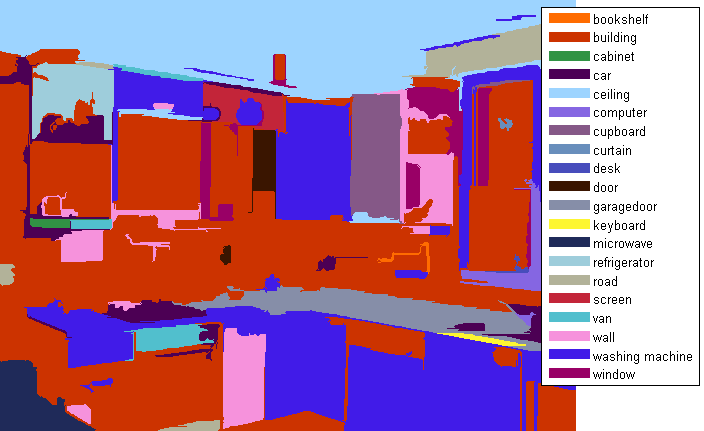 bookshelf
building
cabinet
car
ceiling
computer
cupboard
curtain
desk
door
garagedoor
keyboard
microwave
refrigerator
road
screen
van
wall
washing machine
window